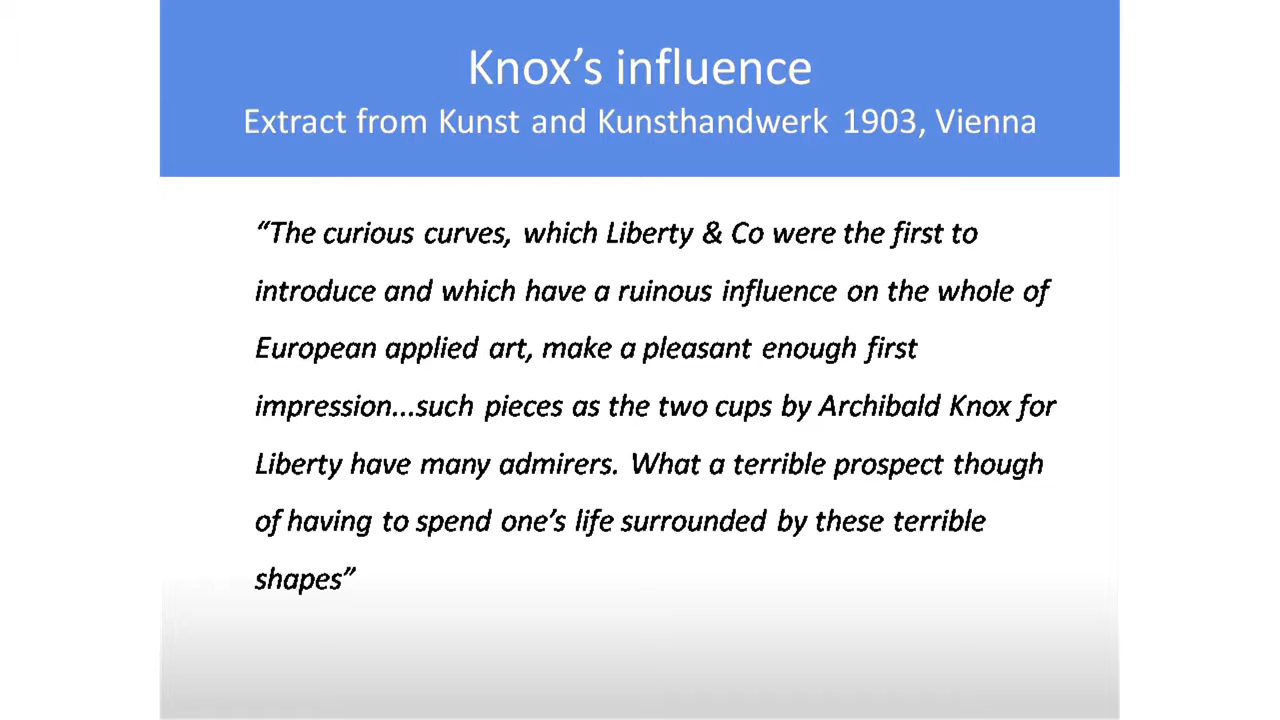 Knox’s influence
Extract from Kunst and Kunsthandwerk 1903, Vienna
“The curious curves, which Liberty & Co were the first to
introduce and which have a ruinous influence on the whole of
European applied art, make a pleasant enough first
impression...such pieces as the two cups by Archibald Knox for
Liberty have many admirers. What a terrible prospect though
of having to spend one’s life surrounded by these terrible
shapes”